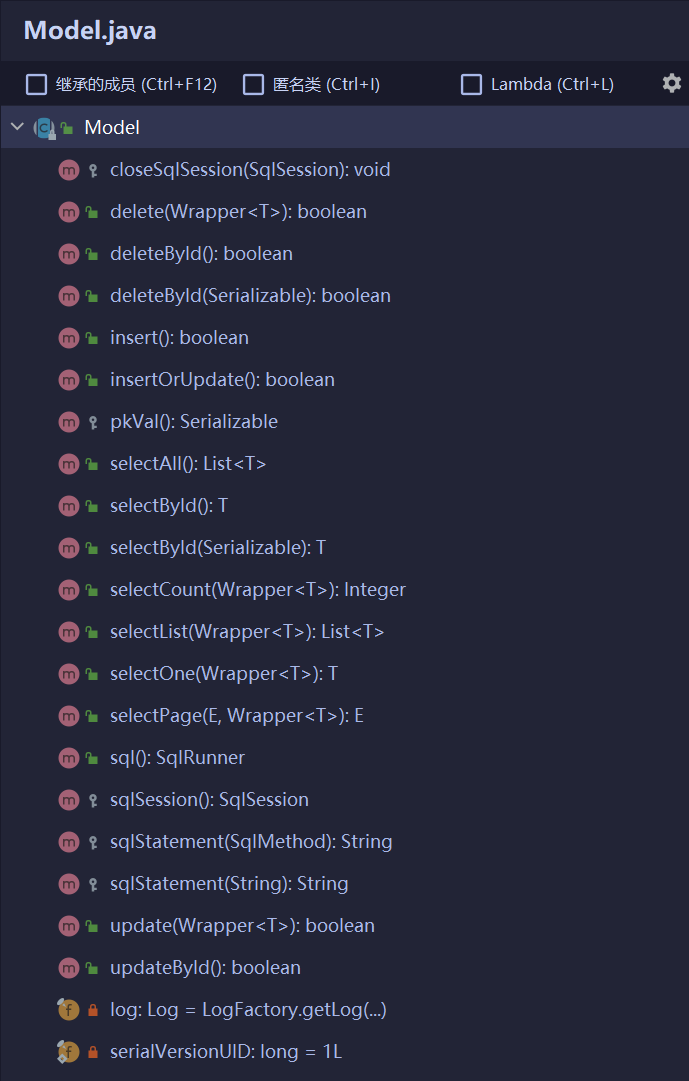 Model.java
继承的成员 (Ctrl+F12) 匿名类 (Ctrl+I) Lambda (Ctrl+L)
Model
closeSqlSession(SqlSession): void
delete(Wrapper<T>): boolean
deleteById(): boolean
deleteById(Serializable): boolean
insert(): boolean
insertOrUpdate(): boolean
pkVal(): Serializable
selectAll(): List<T>
selectById(): T
selectById(Serializable): T
selectCount(Wrapper<T>): Integer
selectList(Wrapper<T>): List<T>
selectOne(Wrapper<T>): T
selectPage(E, Wrapper<T>): E
sql(): SqlRunner
sqlSession(): SqlSession
sqlStatement(SqlMethod): String
sqlStatement(String): String
update(Wrapper<T>): boolean
updateById(): boolean
log: Log = LogFactory.getLog(...)
serialVersionUID: long = 1L